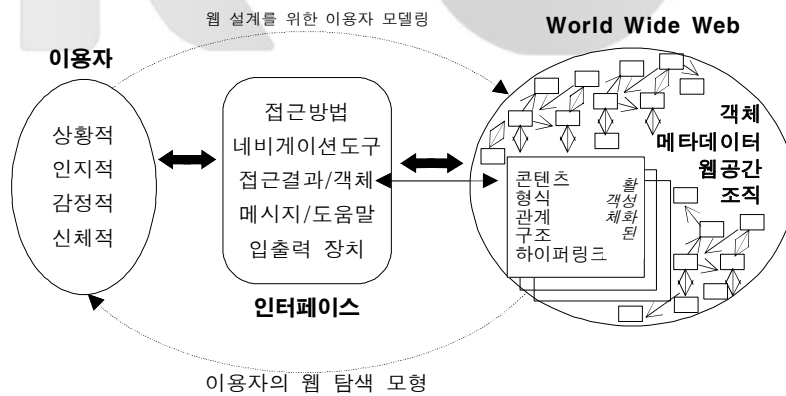 웹 설계를 위한 이용자 모델링
World Wide Web
이용자
상황적
인지적
감정적
신체적
접근방법
네비게이션도구
접근결과/객체
메시지/도움말
입출력 장치
인터페이스
객체
메타데이터
웹공간
조직
콘텐츠
형식
관계
구조
하이퍼링크
활성화된
객체
이용자의 웹 탐색 모형